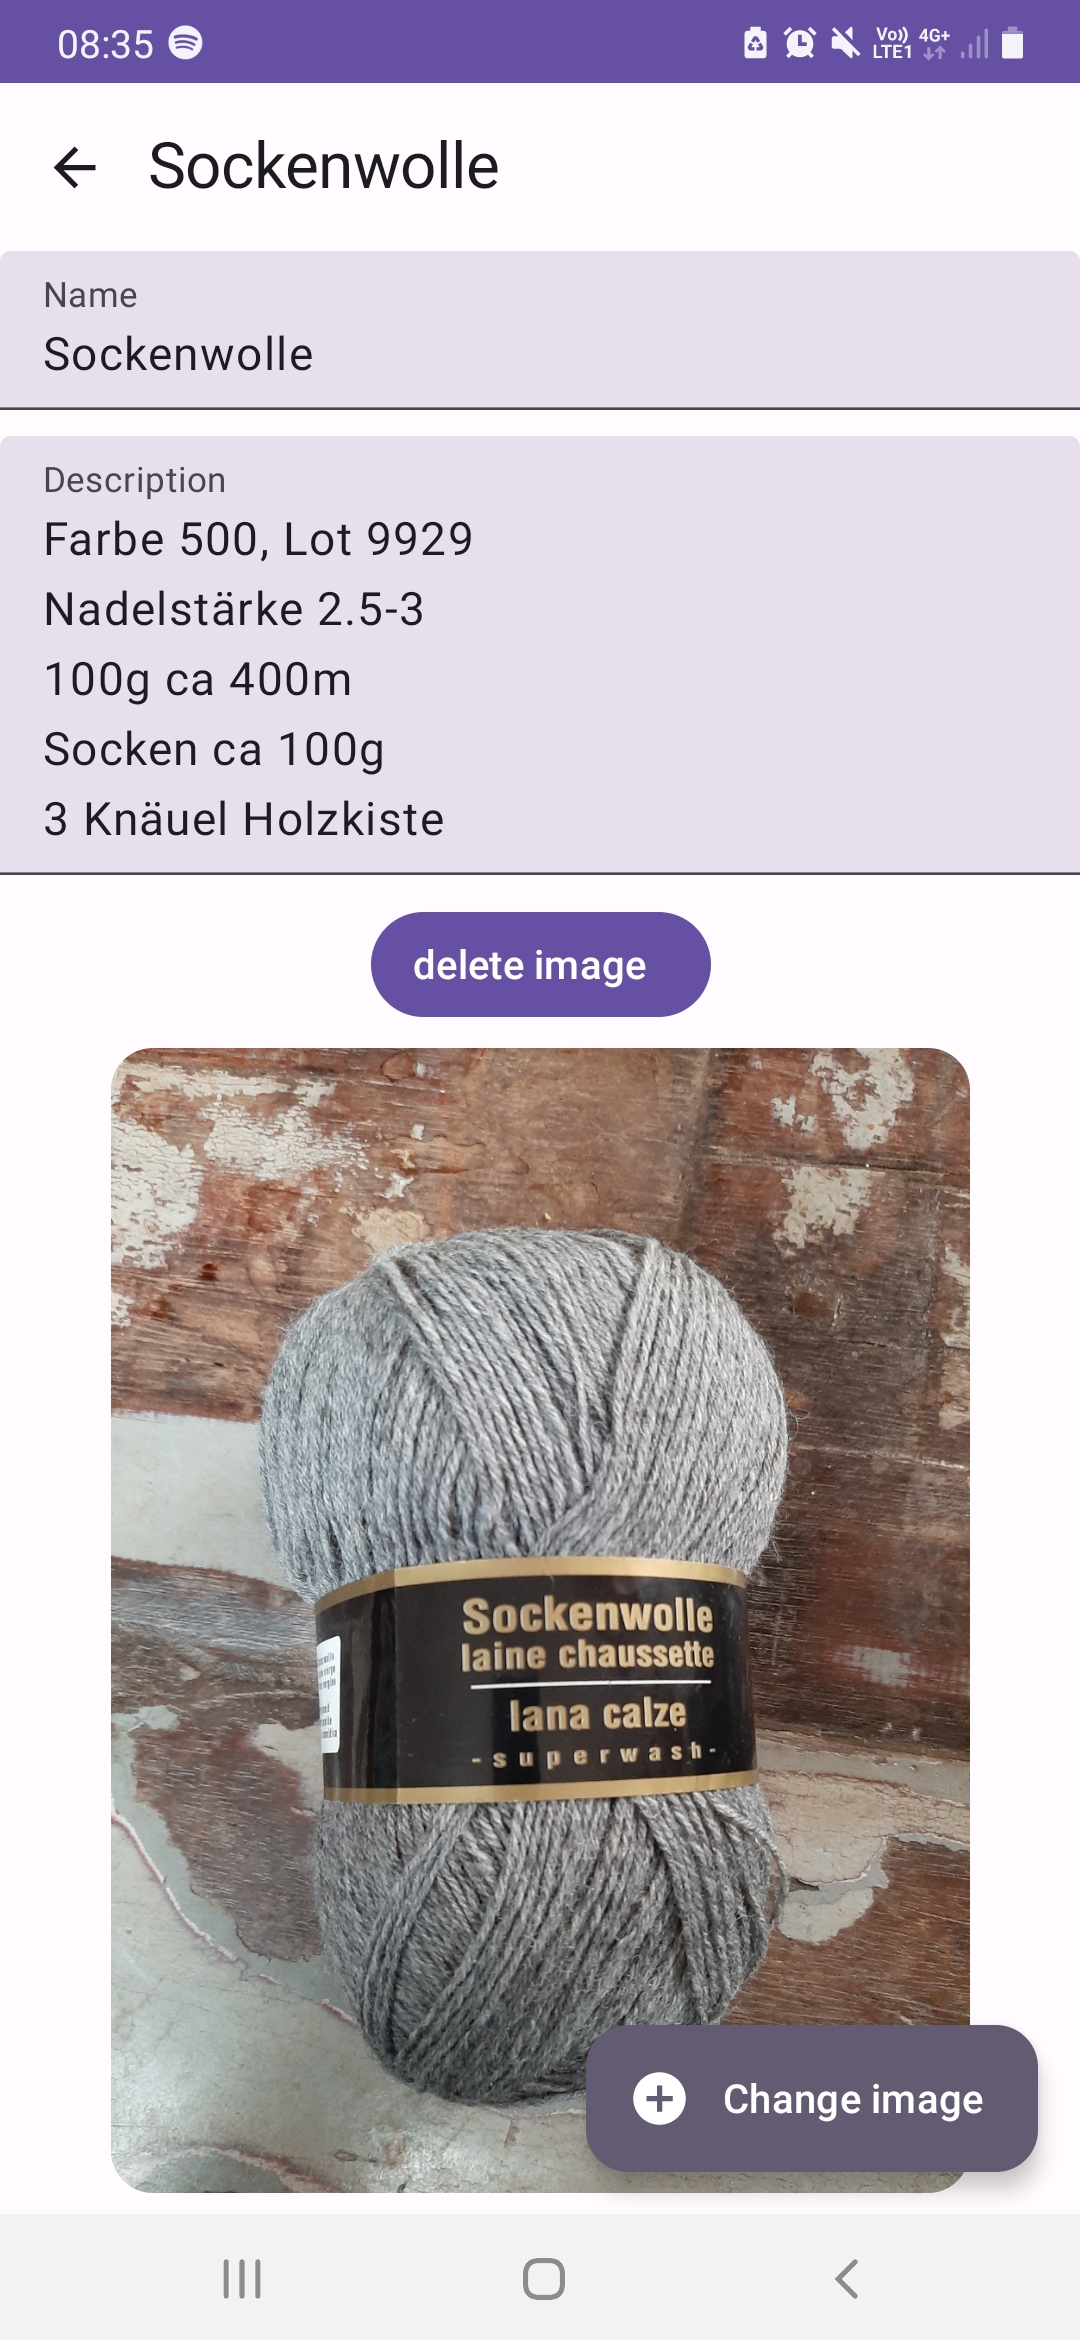 08:35
Vo)) LTE1 4G+
Sockenwolle
Name
Sockenwolle
Description
Farbe 500, Lot 9929
Nadelstärke 2.5-3
100g ca 400m
Socken ca 100g
3 Knäuel Holzkiste
delete image
Sockenwolle
laine chaussette
lana calze
- superwash -
Change image